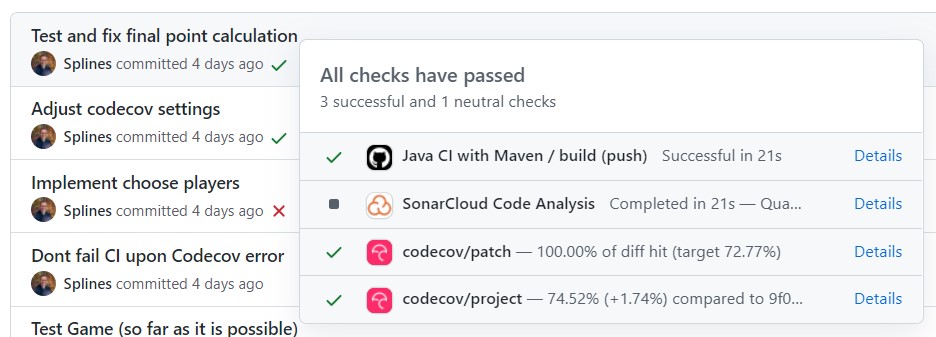 Test and fix final point calculation
Splines committed 4 days ago
Adjust codecov settings
Splines committed 4 days ago
Implement choose players
Splines committed 4 days ago
Dont fail CI upon Codecov error
Splines committed 4 days ago
Test Game (so far as it is possible)
All checks have passed
3 successful and 1 neutral checks
Java CI with Maven / build (push) Successful in 21s Details
SonarCloud Code Analysis Completed in 21s — Qua... Details
codecov/patch — 100.00% of diff hit (target 72.77%) Details
codecov/project — 74.52% (+1.74%) compared to 9f0... Details